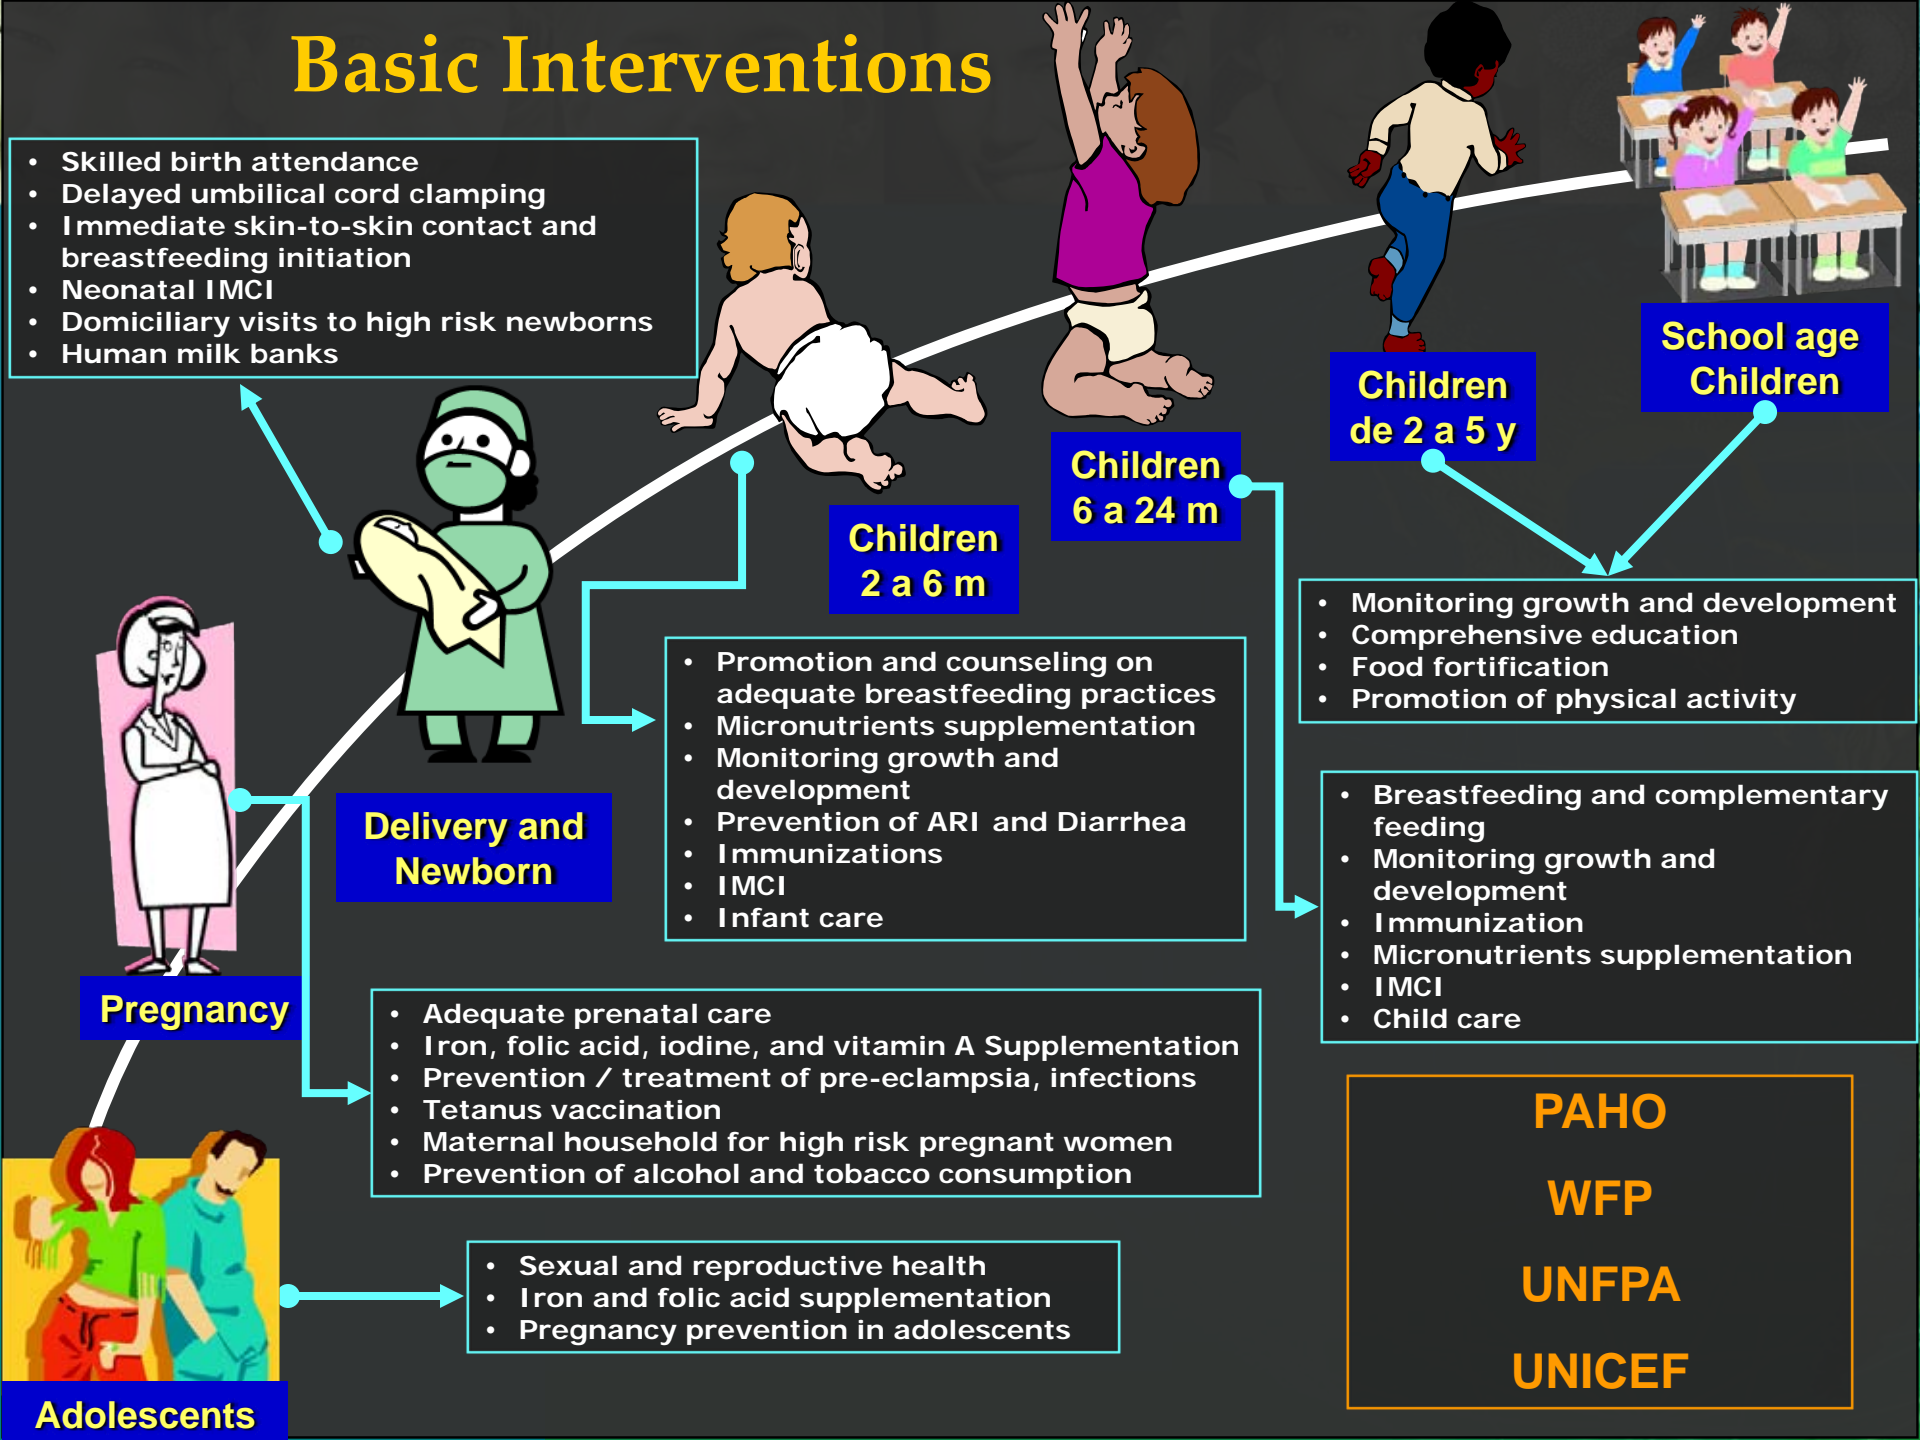 Basic Interventions
• Skilled birth attendance
• Delayed umbilical cord clamping
• Immediate skin-to-skin contact and
breastfeeding initiation
• Neonatal IMCI
• Domiciliary visits to high risk newborns
• Human milk banks
School age
Children
Children
de 2 a 5 y
Children
6 a 24 m
Children
2 a 6 m
• Monitoring growth and development
• Comprehensive education
• Food fortification
• Promotion of physical activity
• Promotion and counseling on
adequate breastfeeding practices
• Micronutrients supplementation
• Monitoring growth and
development
• Prevention of ARI and Diarrhea
• Immunizations
• IMCI
• Infant care
Delivery and
Newborn
• Breastfeeding and complementary
feeding
• Monitoring growth and
development
• Immunization
• Micronutrients supplementation
• IMCI
• Child care
Pregnancy
• Adequate prenatal care
• Iron, folic acid, iodine, and vitamin A Supplementation
• Prevention / treatment of pre-eclampsia, infections
• Tetanus vaccination
• Maternal household for high risk pregnant women
• Prevention of alcohol and tobacco consumption
PAHO
WFP
UNFPA
UNICEF
• Sexual and reproductive health
• Iron and folic acid supplementation
• Pregnancy prevention in adolescents
Adolescents